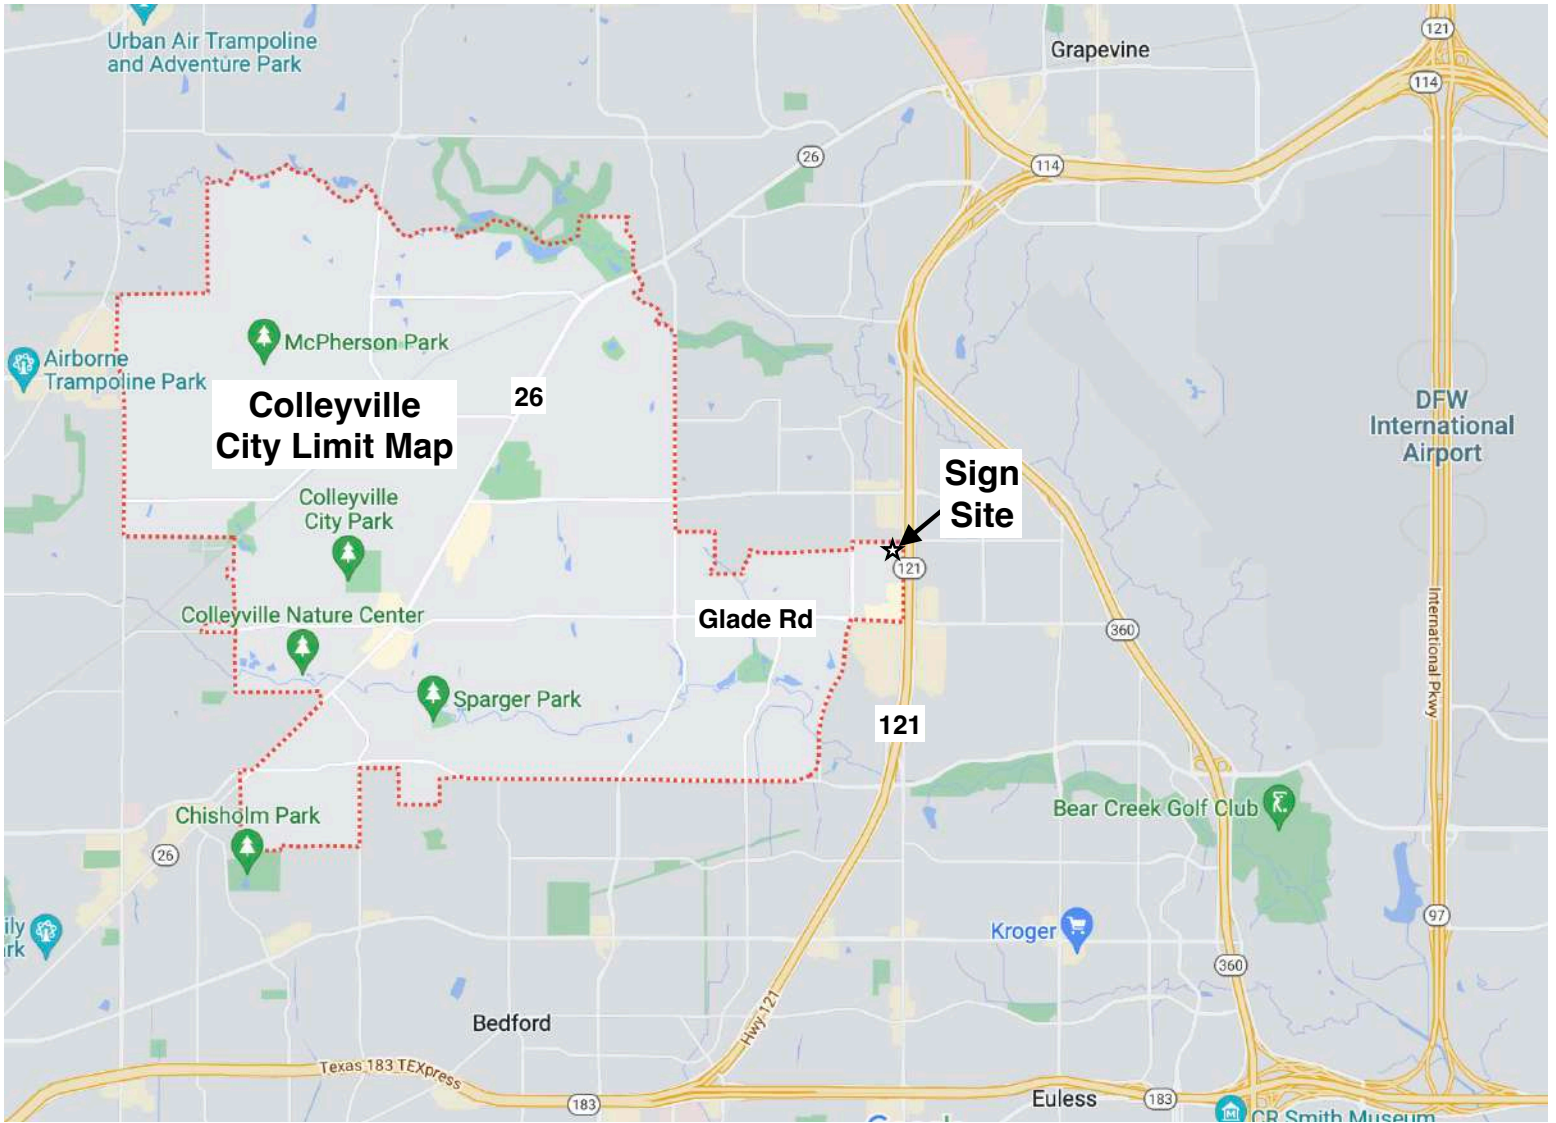 Urban Air Trampoline
and Adventure Park
Grapevine
121
114
26
114
McPherson Park
Airborne
Trampoline Park
Colleyville
City Limit Map
26
DFW
International
Airport
Sign
Site
Colleyville
City Park
121
Colleyville Nature Center
Glade Rd
360
International Pkwy
Sparger Park
121
Chisholm Park
Bear Creek Golf Club
26
ily
rk
Kroger
97
360
Bedford
Hwy 121
Texas 183 TEXpress
183
Euless
183
CR Smith Museum